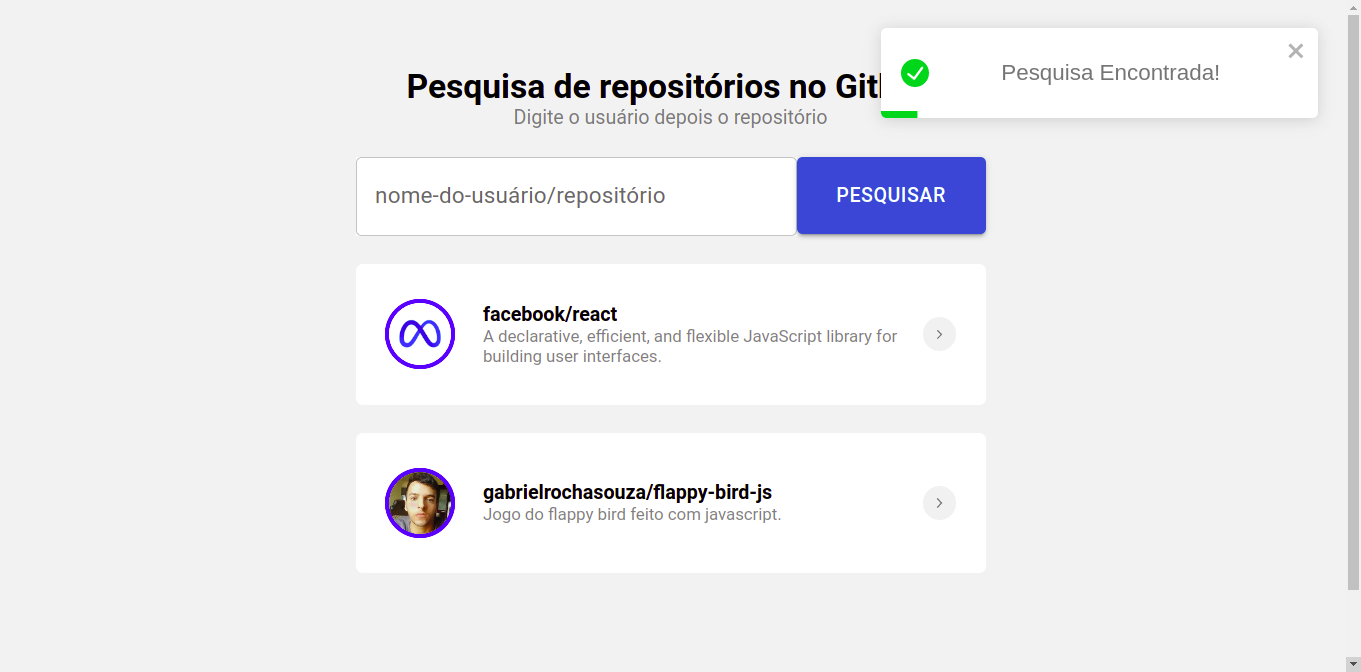 Pesquisa de repositórios no
Digite o usuário depois o repositório
Pesquisa Encontrada!
nome-do-usuário/repositório
PESQUISAR
facebook/react
A declarative, efficient, and flexible JavaScript library for
building user interfaces.
gabrielrochasouza/flappy-bird-js
Jogo do flappy bird feito com javascript.